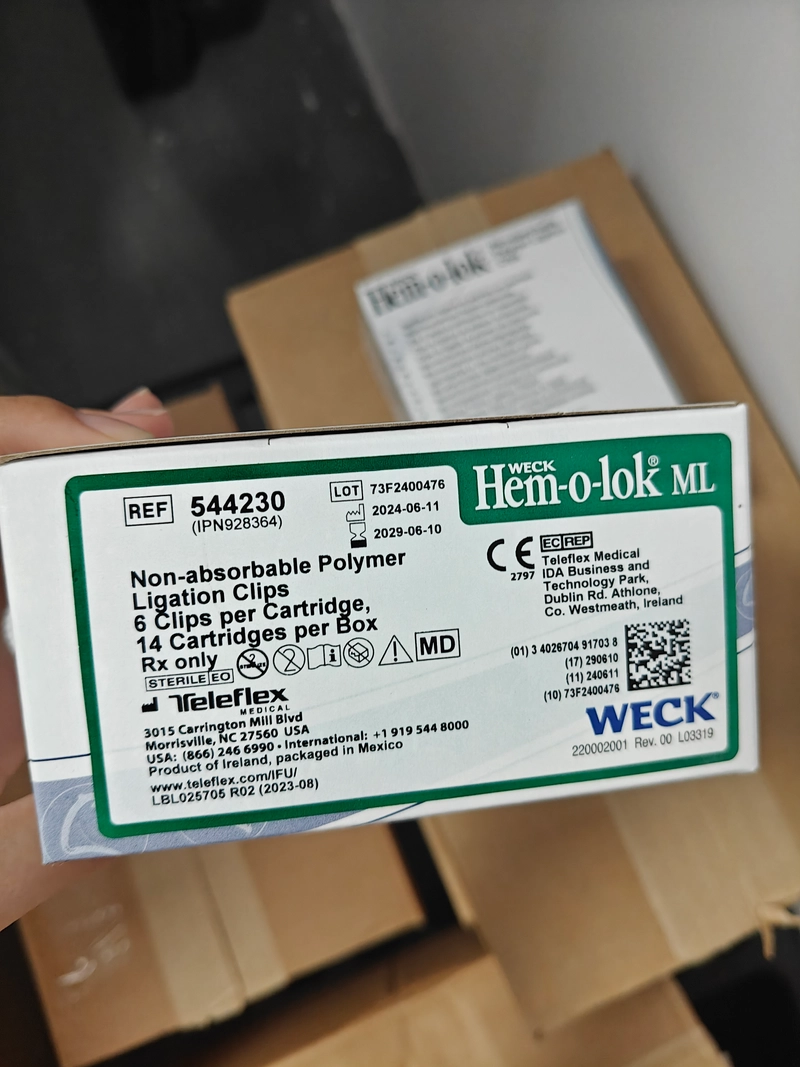 Hem-o-lok
WECK
Hem-o-lok® ML
REF 544230
(IPN928364)
LOT 73F2400476
2024-06-11
2029-06-10
Non-absorbable Polymer
Ligation Clips
6 Clips per Cartridge,
14 Cartridges per Box
Rx only
MD
STERILE EO
Teleflex
MEDICAL
3015 Carrington Mill Blvd
Morrisville, NC 27560 USA
USA: (866) 246 6990 • International: +1 919 544 8000
Product of Ireland, packaged in Mexico
www.teleflex.com/IFU/
LBL025705 R02 (2023-08)
CE
2797
EC REP
Teleflex Medical
IDA Business and
Technology Park,
Dublin Rd. Athlone,
Co. Westmeath, Ireland
(01) 3 4026704 91703 8
(17) 290610
(11) 240611
(10) 73F2400476
WECK®
220002001 Rev. 00 L03319